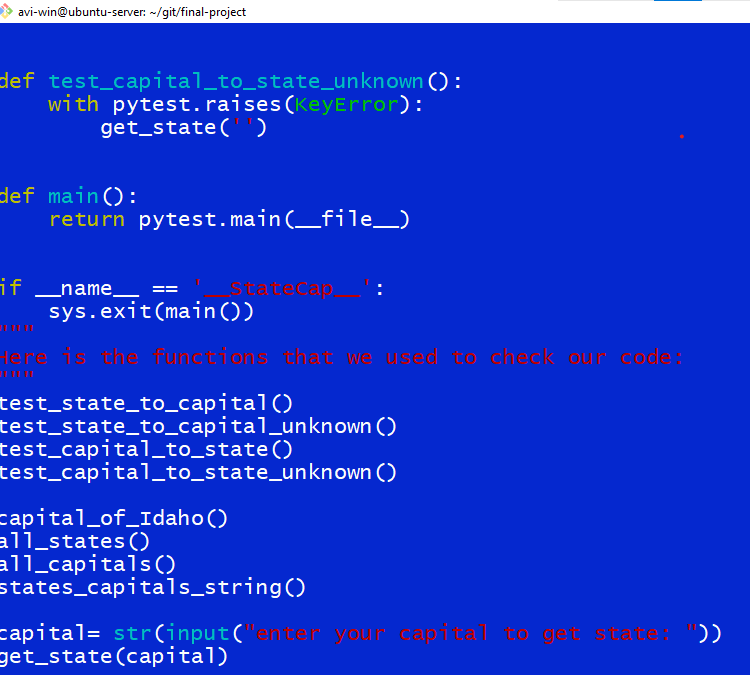 avi-win@ubuntu-server: ~/git/final-project
def test_capital_to_state_unknown():
    with pytest.raises(KeyError):
        get_state('')
def main():
    return pytest.main(__file__)
if __name__ == '__StateCap__':
    sys.exit(main())
"""
Here is the functions that we used to check our code:
"""
test_state_to_capital()
test_state_to_capital_unknown()
test_capital_to_state()
test_capital_to_state_unknown()
capital_of_Idaho()
all_states()
all_capitals()
states_capitals_string()
capital= str(input("enter your capital to get state: "))
get_state(capital)